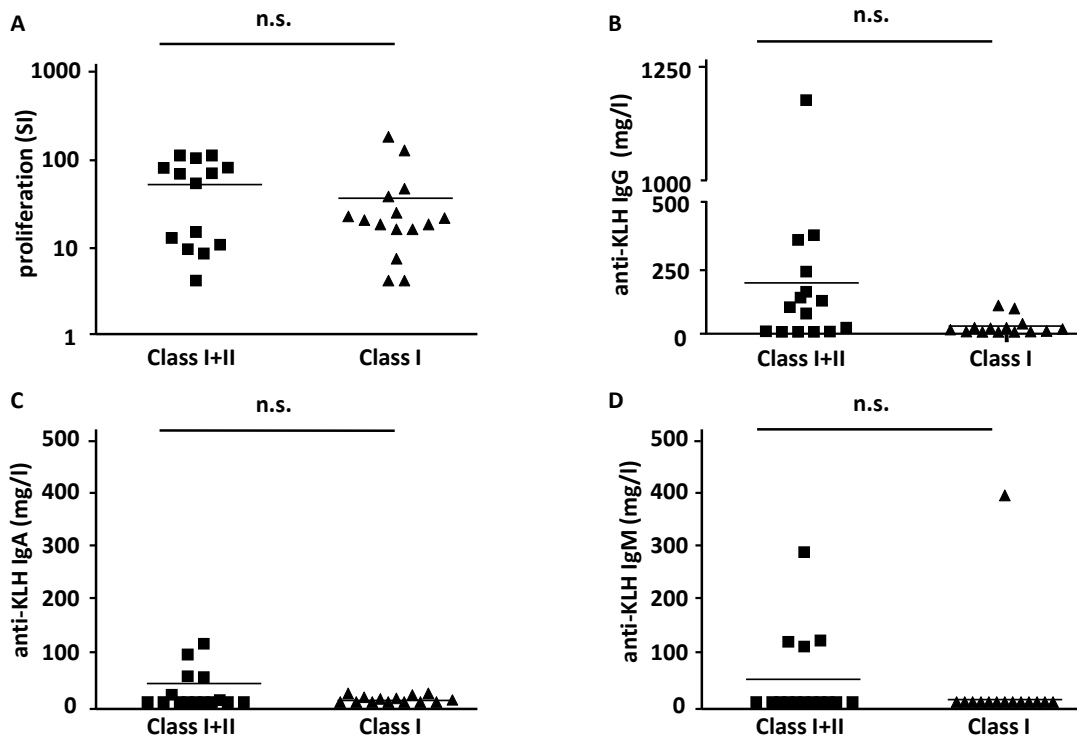 A
n.s.
proliferation (SI)
1000
100
10
1
Class I+II
Class I
B
n.s.
anti-KLH IgG (mg/l)
1250
1000
500
250
0
Class I+II
Class I
C
n.s.
anti-KLH IgA (mg/l)
500
400
300
200
100
0
Class I+II
Class I
D
n.s.
anti-KLH IgM (mg/l)
500
400
300
200
100
0
Class I+II
Class I